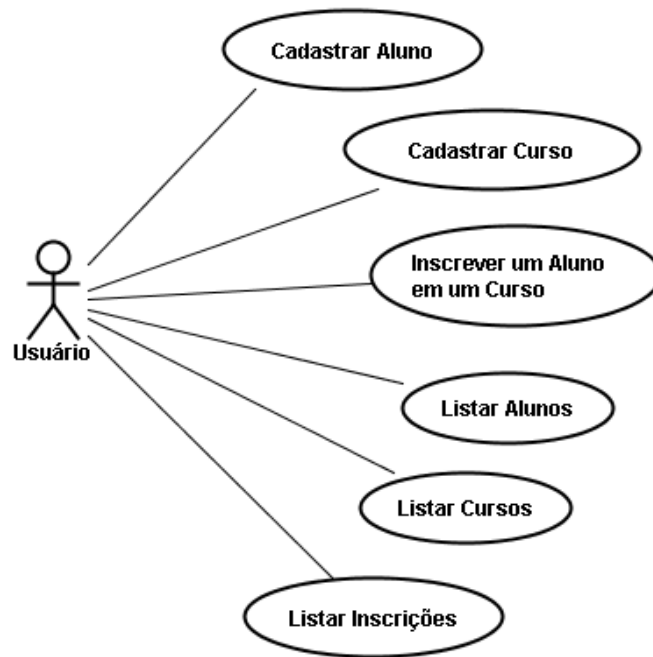 Cadastrar Aluno
Cadastrar Curso
Inscrever um Aluno
em um Curso
Usuário
Listar Alunos
Listar Cursos
Listar Inscrições